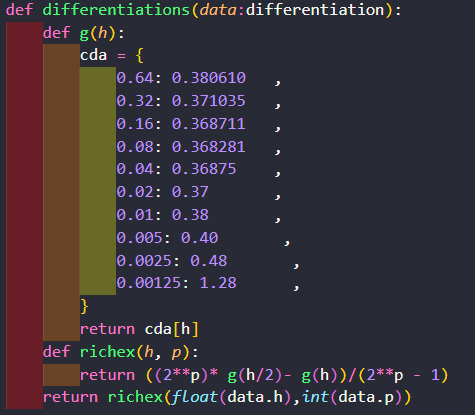 def differentiations(data:differentiation):
    def g(h):
        cda = {
            0.64: 0.380610   ,
            0.32: 0.371035   ,
            0.16: 0.368711   ,
            0.08: 0.368281   ,
            0.04: 0.36875    ,
            0.02: 0.37       ,
            0.01: 0.38       ,
            0.005: 0.40       ,
            0.0025: 0.48       ,
            0.00125: 1.28      ,
        }
        return cda[h]
    def richex(h, p):
        return ((2**p)* g(h/2)- g(h))/(2**p - 1)
    return richex(float(data.h),int(data.p))